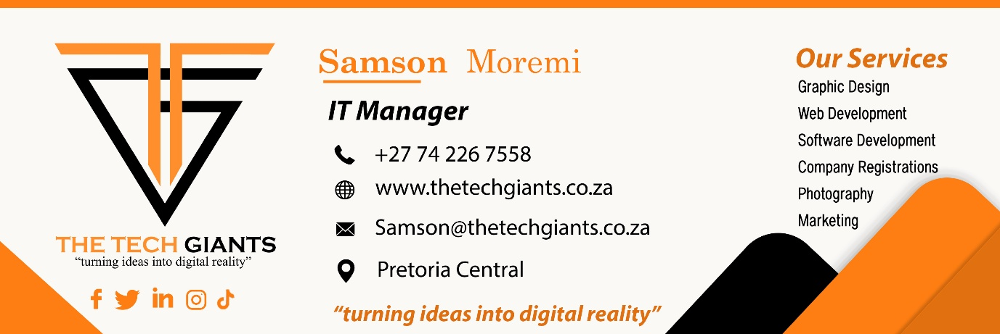 THE TECH GIANTS
“turning ideas into digital reality”
Samson Moremi
IT Manager
+27 74 226 7558
www.thetechgiants.co.za
Samson@thetechgiants.co.za
Pretoria Central
“turning ideas into digital reality”
Our Services
Graphic Design
Web Development
Software Development
Company Registrations
Photography
Marketing